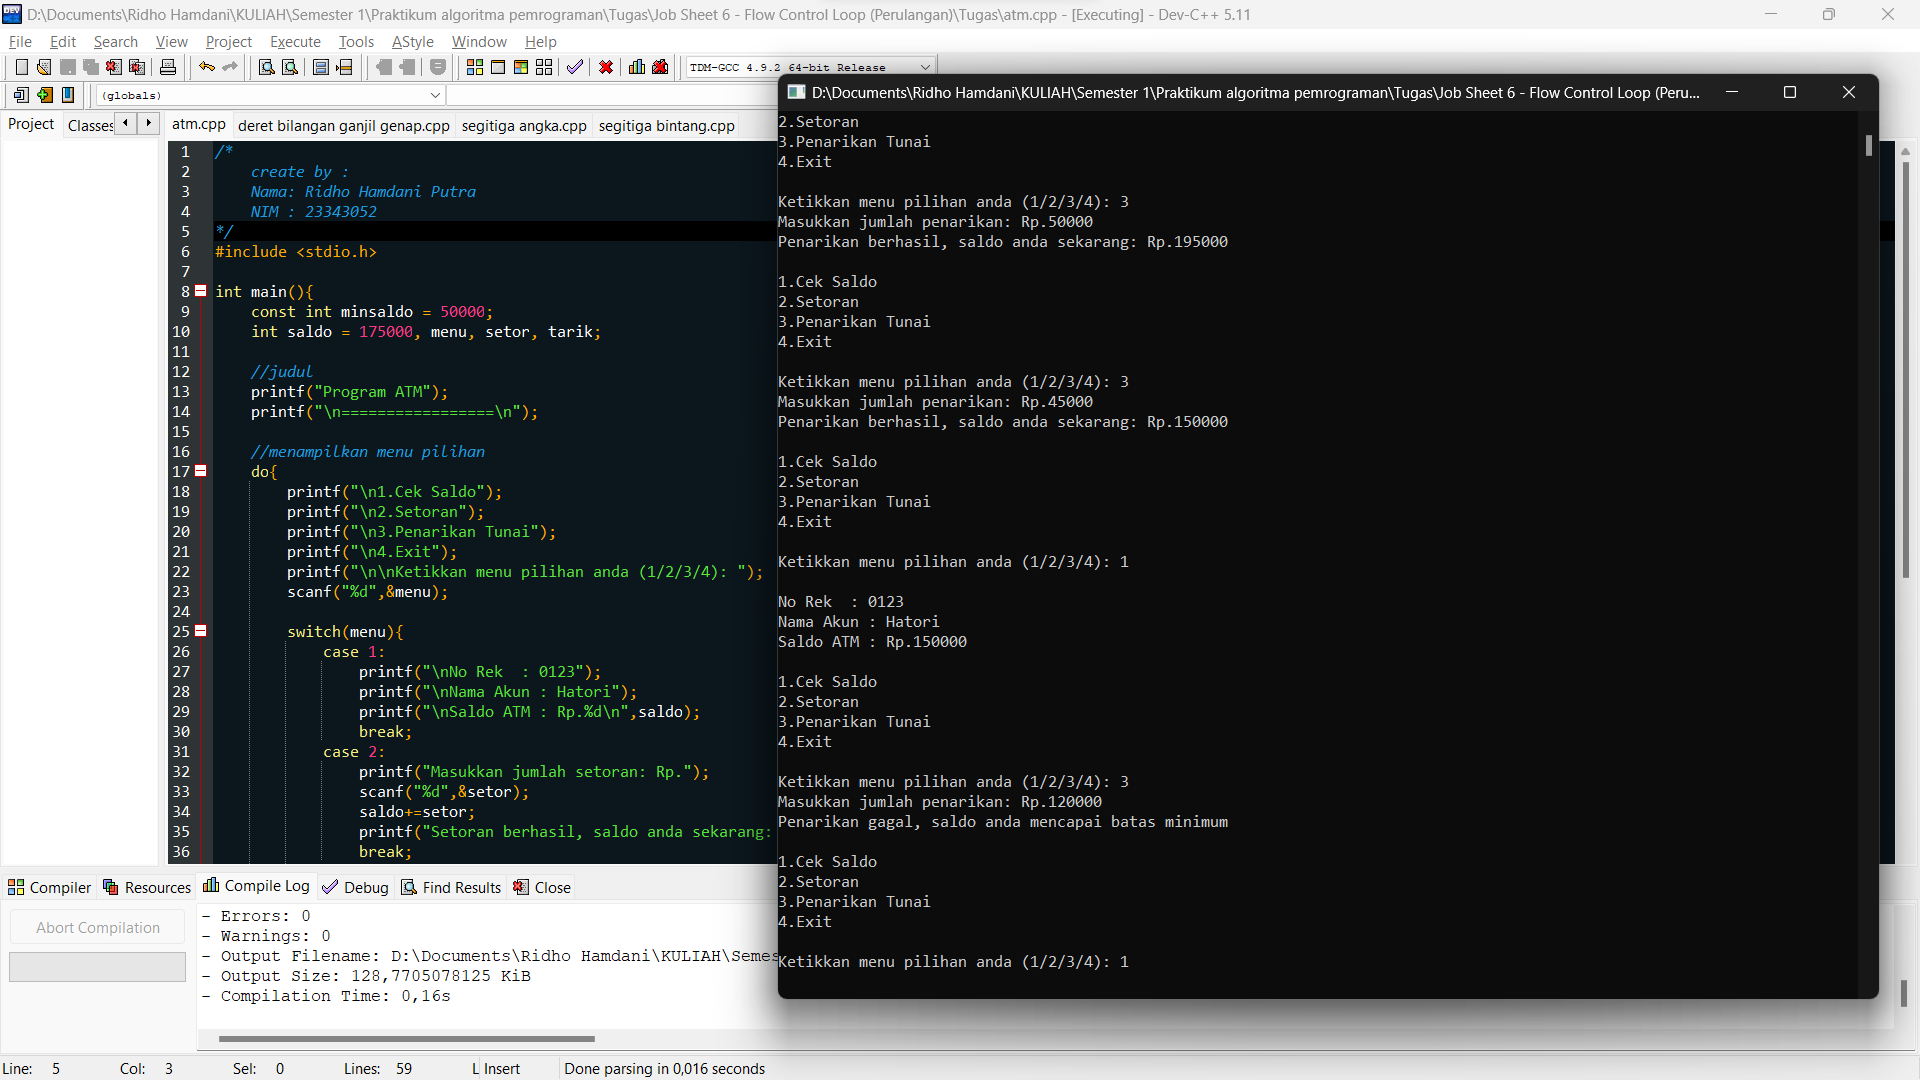 D:\Documents\Ridho Hamdani\KULIAH\Semester 1\Praktikum algoritma pemrograman\Tugas\Job Sheet 6 - Flow Control Loop (Perulangan)\Tugas\atm.cpp - [Executing] - Dev-C++ 5.11
File Edit Search View Project Execute Tools AStyle Window Help
TDM-GCC 4.9.2 64-bit Release
(globals)
Project Classes
atm.cpp deret bilangan ganjil genap.cpp segitiga angka.cpp segitiga bintang.cpp
1 /*
2 create by :
3 Nama: Ridho Hamdani Putra
4 NIM : 23343052
5 */
6 #include <stdio.h>
7
8 int main(){
9 const int minsaldo = 50000;
10 int saldo = 175000, menu, setor, tarik;
11
12 //judul
13 printf("Program ATM");
14 printf("\n=================\n");
15
16 //menampilkan menu pilihan
17 do{
18 printf("\n1.Cek Saldo");
19 printf("\n2.Setoran");
20 printf("\n3.Penarikan Tunai");
21 printf("\n4.Exit");
22 printf("\n\nKetikkan menu pilihan anda (1/2/3/4): ");
23 scanf("%d",&menu);
24
25 switch(menu){
26 case 1:
27 printf("\nNo Rek  : 0123");
28 printf("\nNama Akun : Hatori");
29 printf("\nSaldo ATM : Rp.%d\n",saldo);
30 break;
31 case 2:
32 printf("Masukkan jumlah setoran: Rp.");
33 scanf("%d",&setor);
34 saldo+=setor;
35 printf("Setoran berhasil, saldo anda sekarang:
36 break;
D:\Documents\Ridho Hamdani\KULIAH\Semester 1\Praktikum algoritma pemrograman\Tugas\Job Sheet 6 - Flow Control Loop (Peru...
2.Setoran
3.Penarikan Tunai
4.Exit
Ketikkan menu pilihan anda (1/2/3/4): 3
Masukkan jumlah penarikan: Rp.50000
Penarikan berhasil, saldo anda sekarang: Rp.195000
1.Cek Saldo
2.Setoran
3.Penarikan Tunai
4.Exit
Ketikkan menu pilihan anda (1/2/3/4): 3
Masukkan jumlah penarikan: Rp.45000
Penarikan berhasil, saldo anda sekarang: Rp.150000
1.Cek Saldo
2.Setoran
3.Penarikan Tunai
4.Exit
Ketikkan menu pilihan anda (1/2/3/4): 1
No Rek  : 0123
Nama Akun : Hatori
Saldo ATM : Rp.150000
1.Cek Saldo
2.Setoran
3.Penarikan Tunai
4.Exit
Ketikkan menu pilihan anda (1/2/3/4): 3
Masukkan jumlah penarikan: Rp.120000
Penarikan gagal, saldo anda mencapai batas minimum
1.Cek Saldo
2.Setoran
3.Penarikan Tunai
4.Exit
Ketikkan menu pilihan anda (1/2/3/4): 1
Compiler Resources Compile Log Debug Find Results Close
Abort Compilation
- Errors: 0
- Warnings: 0
- Output Filename: D:\Documents\Ridho Hamdani\KULIAH\Semes
- Output Size: 128,7705078125 KiB
- Compilation Time: 0,16s
Line: 5 Col: 3 Sel: 0 Lines: 59 L Insert Done parsing in 0,016 seconds